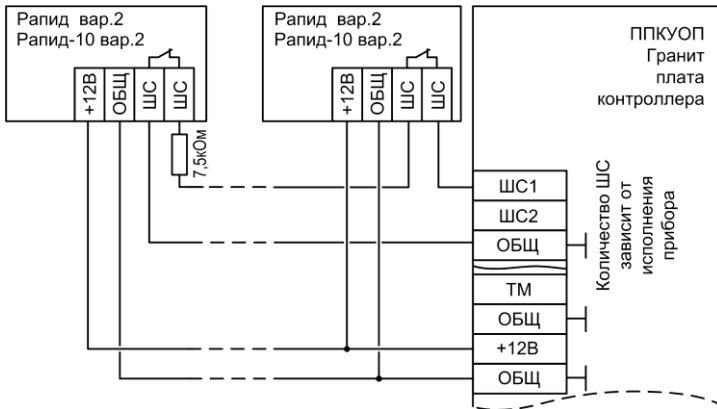 Рапид вар.2
Рапид-10 вар.2
+12В
ОБЩ
ШС
ШС
7,5кОм
Рапид вар.2
Рапид-10 вар.2
+12В
ОБЩ
ШС
ШС
ППКУОП
Гранит
плата
контроллера
ШС1
ШС2
ОБЩ
ТМ
ОБЩ
+12В
ОБЩ
Количество ШС
зависит от
исполнения
прибора